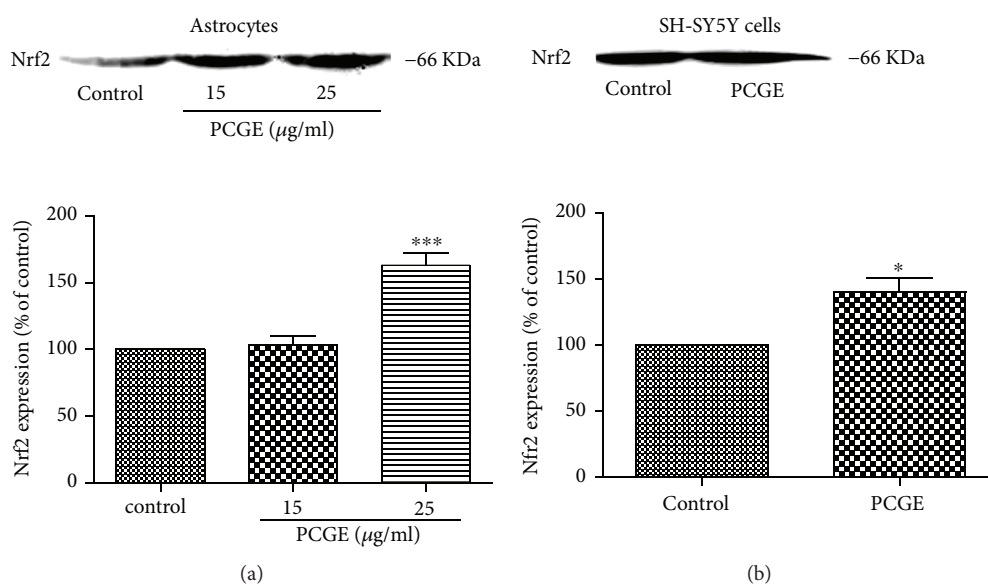 Astrocytes
Nrf2
−66 KDa
Control
15
25
PCGE (μg/ml)
200
150
100
50
0
Nrf2 expression (% of control)
***
control
15
25
PCGE (μg/ml)
(a)
SH-SY5Y cells
Nrf2
−66 KDa
Control
PCGE
200
150
100
50
0
Nfr2 expression (% of control)
*
Control
PCGE
(b)